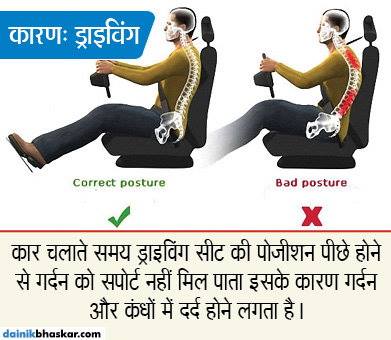 कारणः ड्राइविंग
Correct posture
Bad posture
कार चलाते समय ड्राइविंग सीट की पोजीशन पीछे होने
से गर्दन को सपोर्ट नहीं मिल पाता इसके कारण गर्दन
और कंधों में दर्द होने लगता है।
dainikbhaskar.com